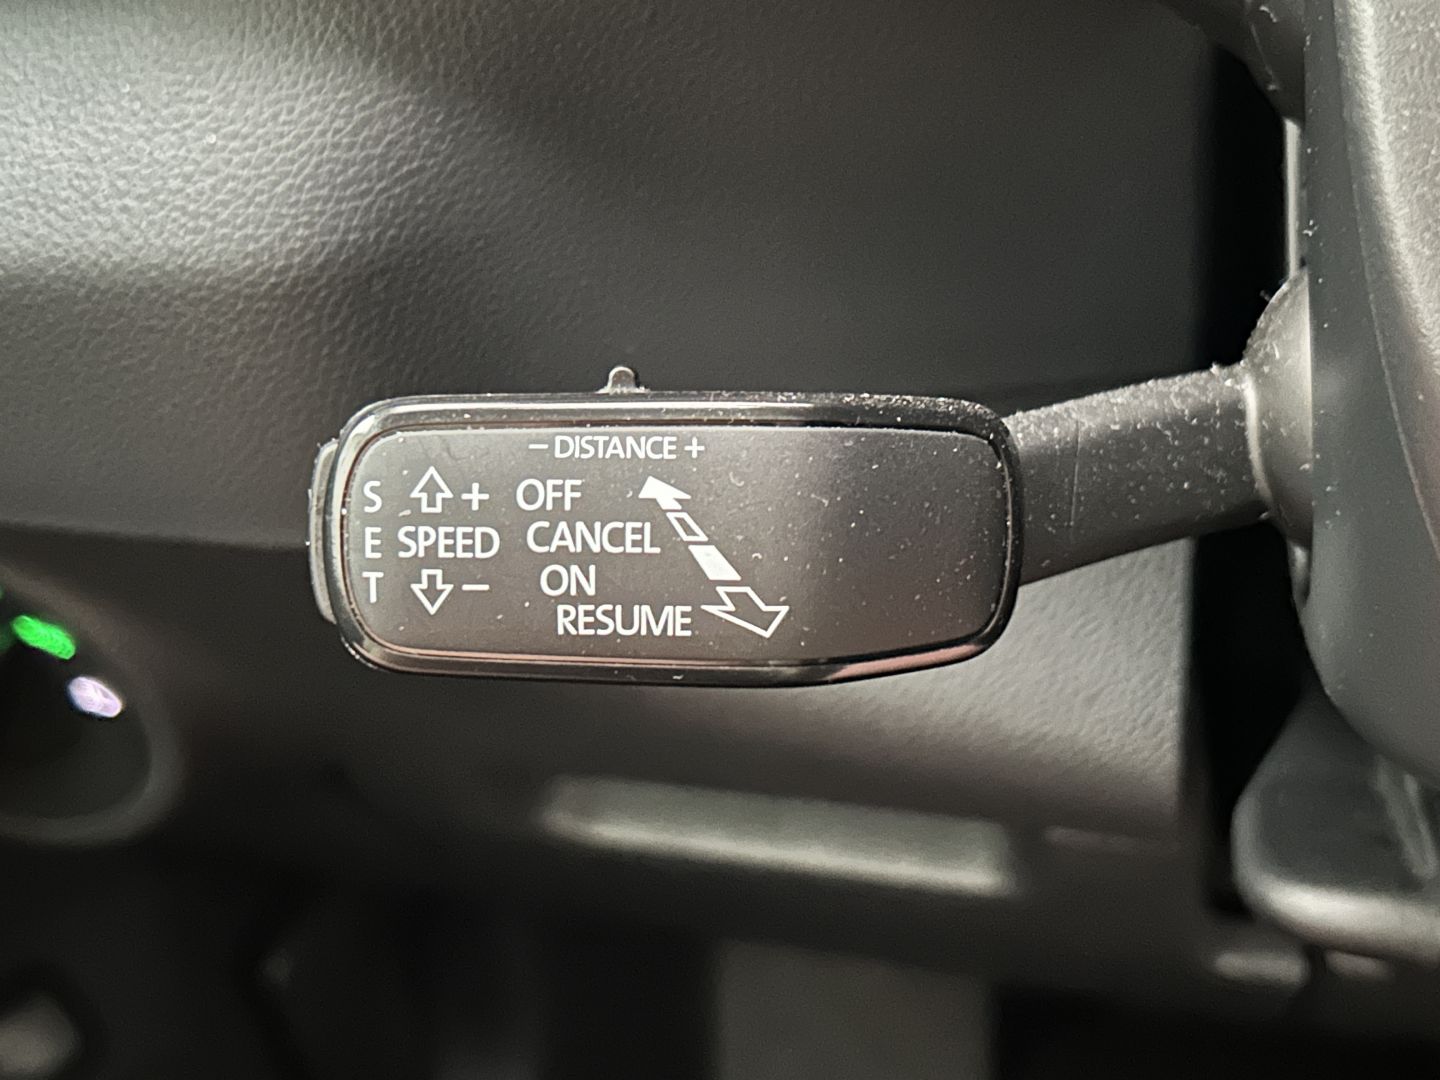 − DISTANCE +
S + OFF
E SPEED CANCEL
T − ON
RESUME